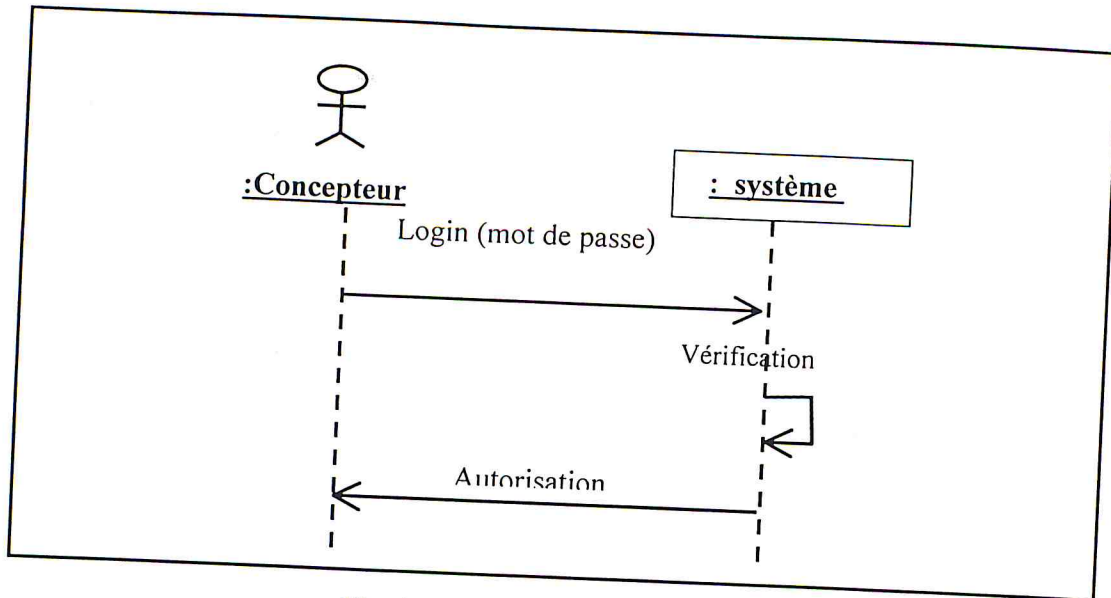 :Concepteur
: système
Login (mot de passe)
Vérification
Autorisation